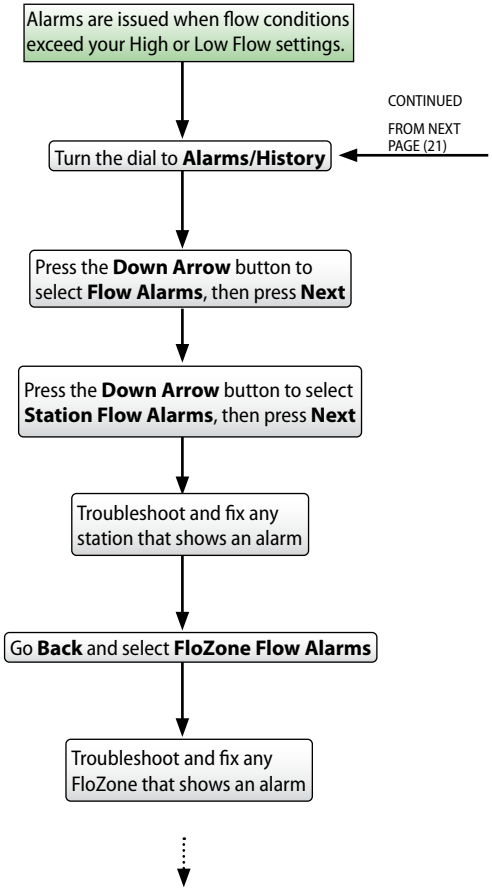 Alarms are issued when flow conditions
exceed your High or Low Flow settings.
CONTINUED
FROM NEXT
PAGE (21)
Turn the dial to Alarms/History
Press the Down Arrow button to
select Flow Alarms, then press Next
Press the Down Arrow button to select
Station Flow Alarms, then press Next
Troubleshoot and fix any
station that shows an alarm
Go Back and select FloZone Flow Alarms
Troubleshoot and fix any
FloZone that shows an alarm